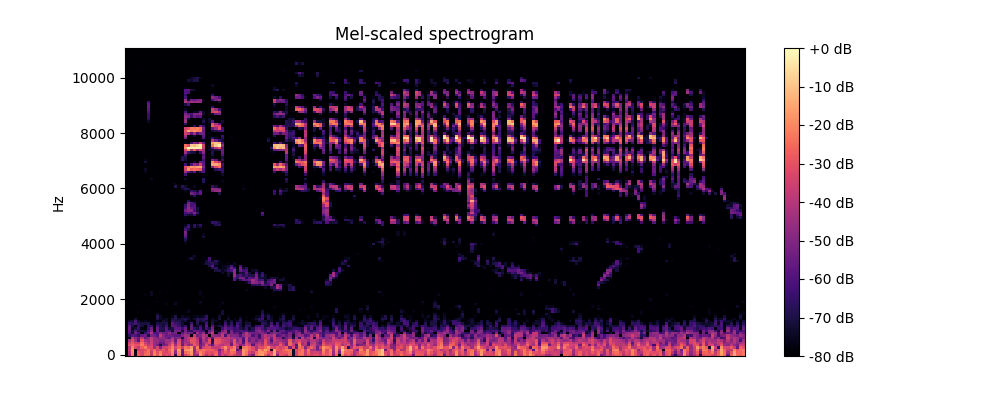 Mel-scaled spectrogram
Hz
10000
8000
6000
4000
2000
0
+0 dB
-10 dB
-20 dB
-30 dB
-40 dB
-50 dB
-60 dB
-70 dB
-80 dB